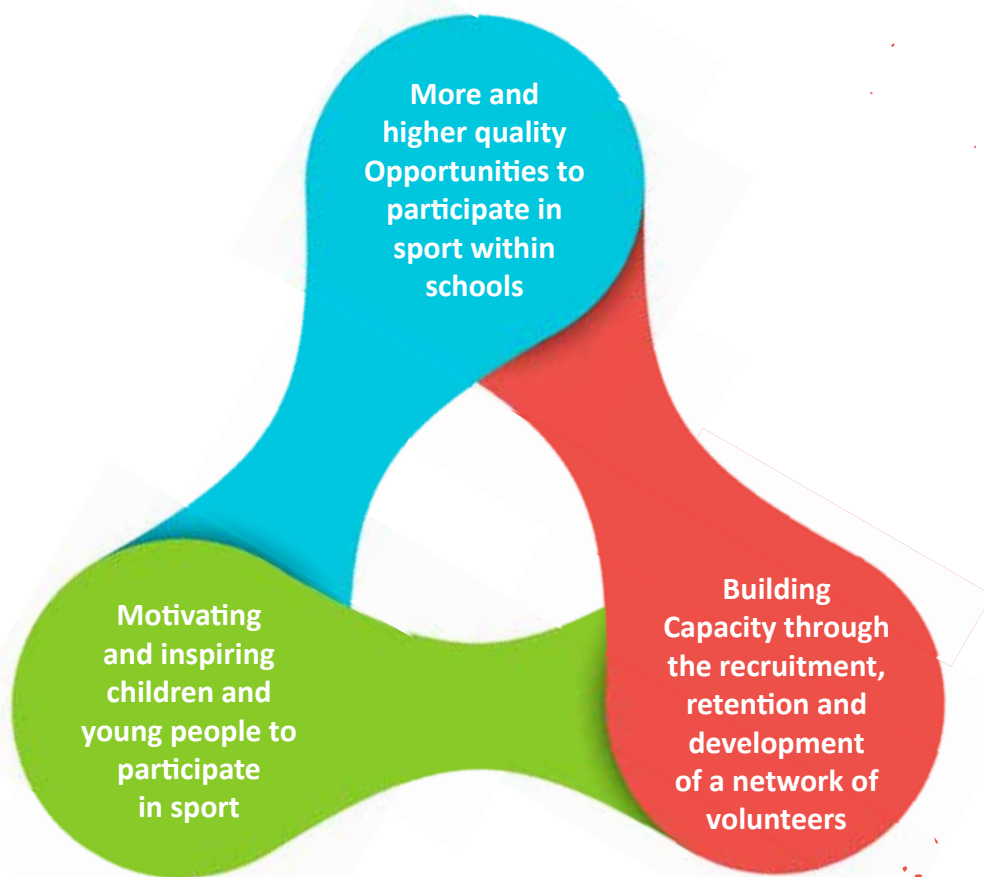 More and
higher quality
Opportunities to
participate in
sport within
schools
Motivating
and inspiring
children and
young people to
participate
in sport
Building
Capacity through
the recruitment,
retention and
development
of a network of
volunteers